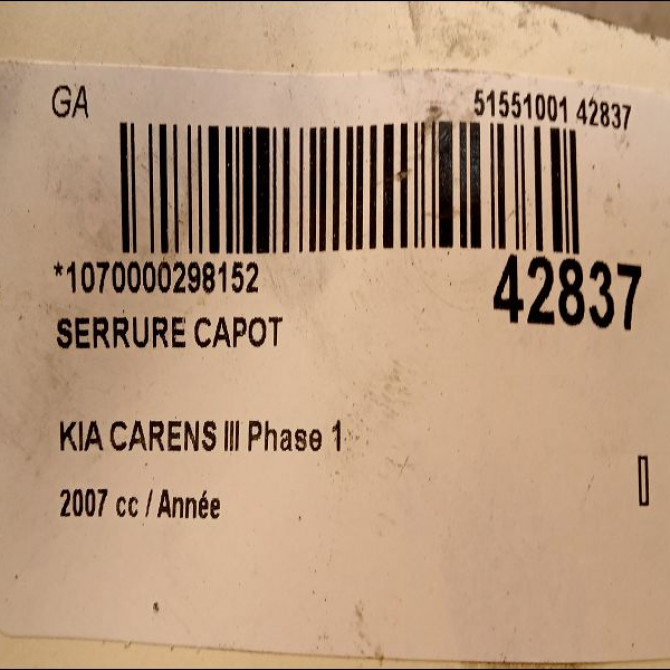 GA
51551001 42837
*1070000298152
42837
SERRURE CAPOT
KIA CARENS III Phase 1
2007 cc / Année